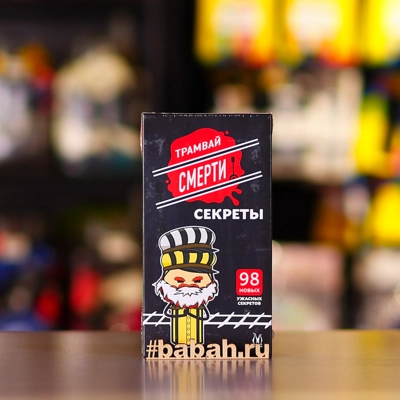 ТРАМВАЙ
СМЕРТИ
СЕКРЕТЫ
98
НОВЫХ
УЖАСНЫХ
СЕКРЕТОВ
#babah.ru